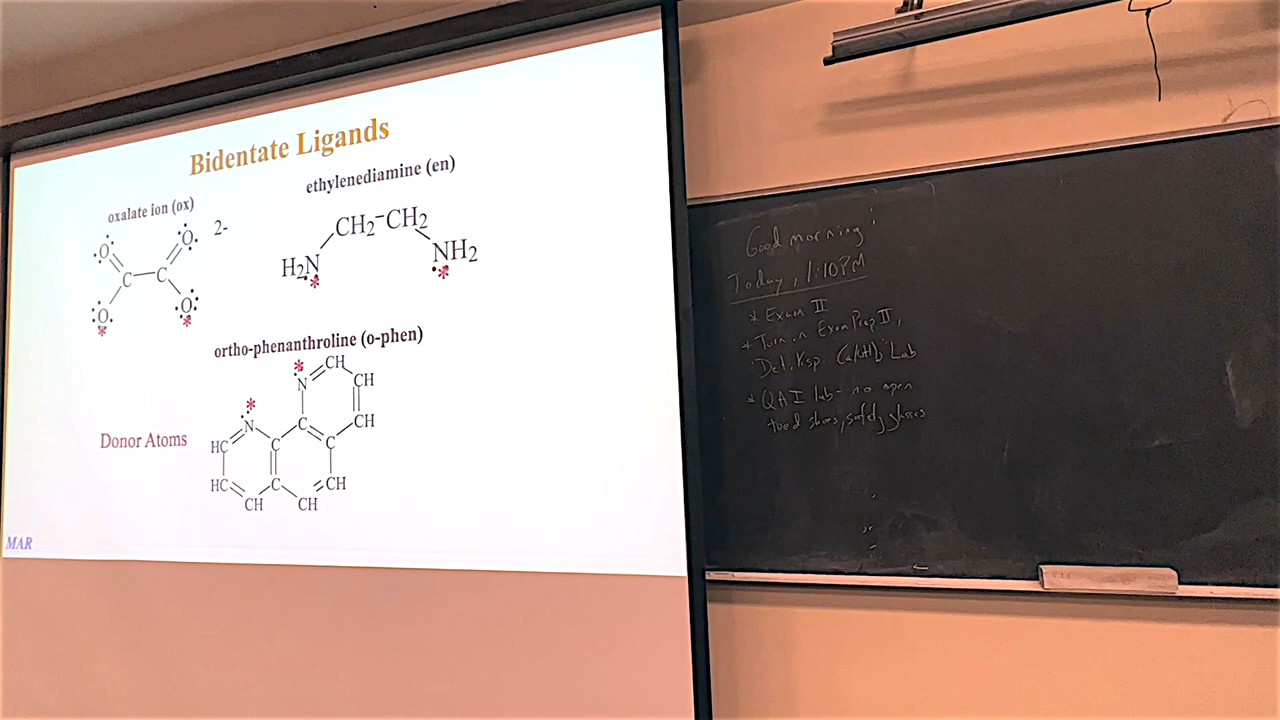 Bidentate Ligands
oxalate ion (ox)
2-
:O: :O:
C C
:O: :O:
* *
ethylenediamine (en)
CH2-CH2
H2N NH2
* *
ortho-phenanthroline (o-phen)
* CH
N CH
* N C CH
HC C C
HC C CH
CH CH
Donor Atoms
MAR
Good morning!
Today, 1:10PM
* Exam II
* Turn in Exam Prep II,
"Det. Ksp Ca(OH)2" Lab
* QA I lab - no open
toed shoes, safety glasses